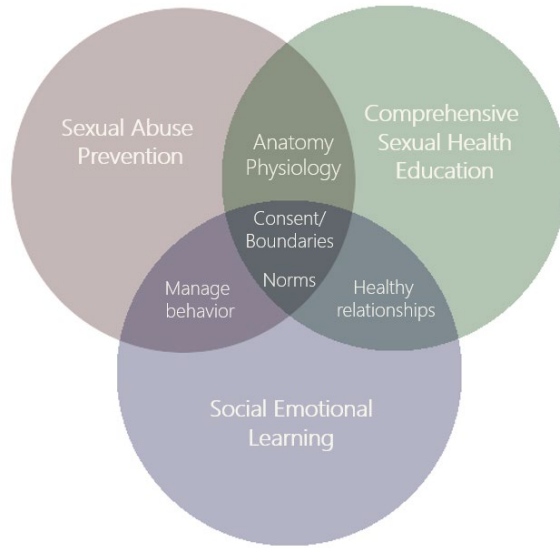 Sexual Abuse
Prevention
Comprehensive
Sexual Health
Education
Anatomy
Physiology
Consent/
Boundaries
Norms
Manage
behavior
Healthy
relationships
Social Emotional
Learning